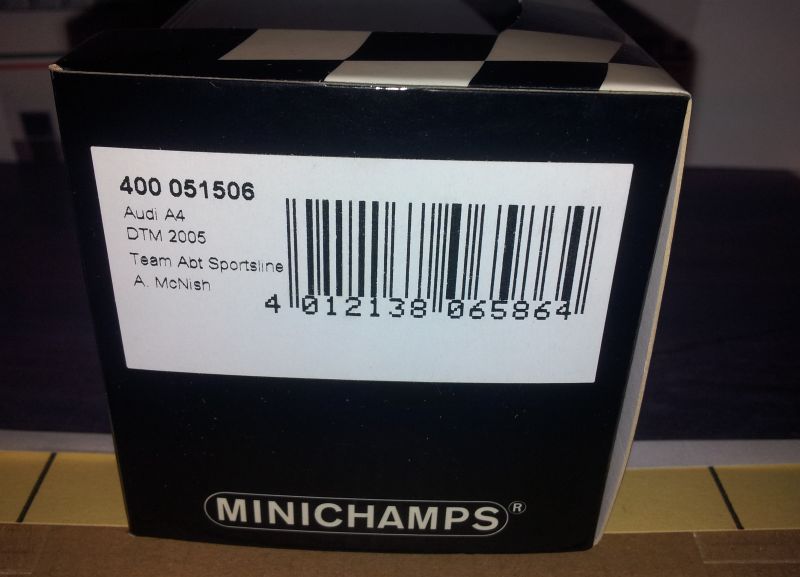 400 051506
Audi A4
DTM 2005
Team Abt Sportsline
A. McNish
4 012138 065864
MINICHAMPS®